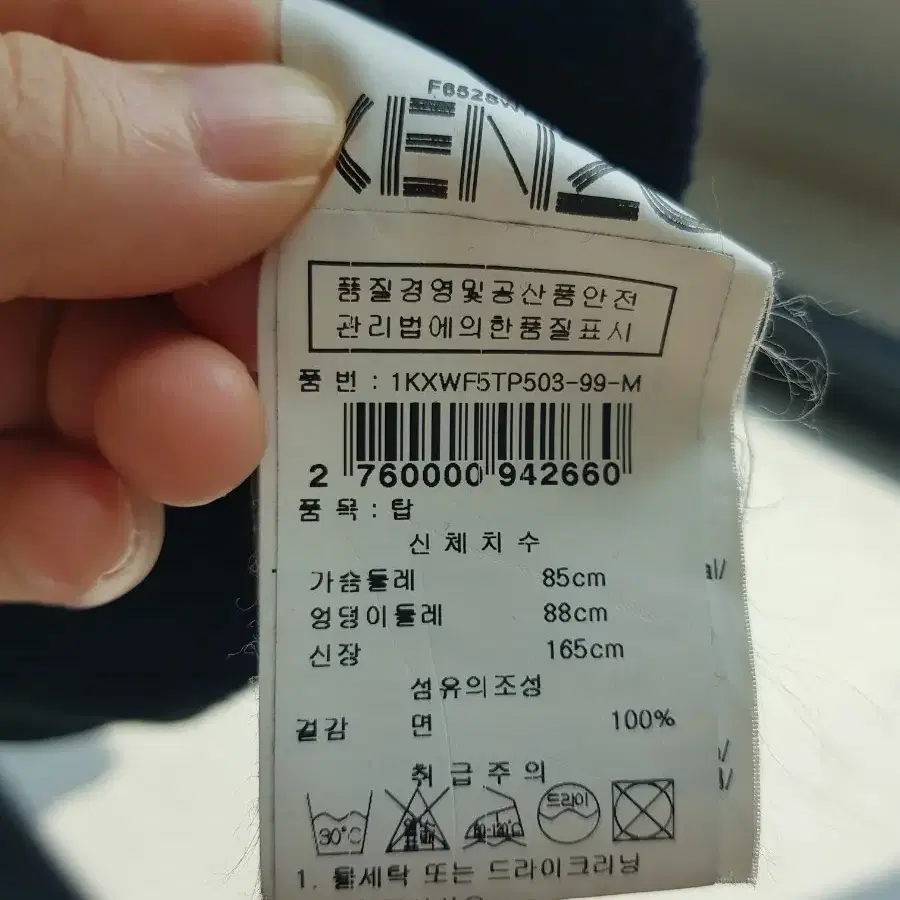 KENZO
품질경영및공산품안전
관리법에의한품질표시
품 번 : 1KXWF5TP503-99-M
2 760000 942660
품 목 : 탑
신 체 치 수
가슴둘레 85cm
엉덩이둘레 88cm
신장 165cm
섬유의조성
겉감 면 100%
취 급 주 의
30°C
드라이
1. 물세탁 또는 드라이크리닝